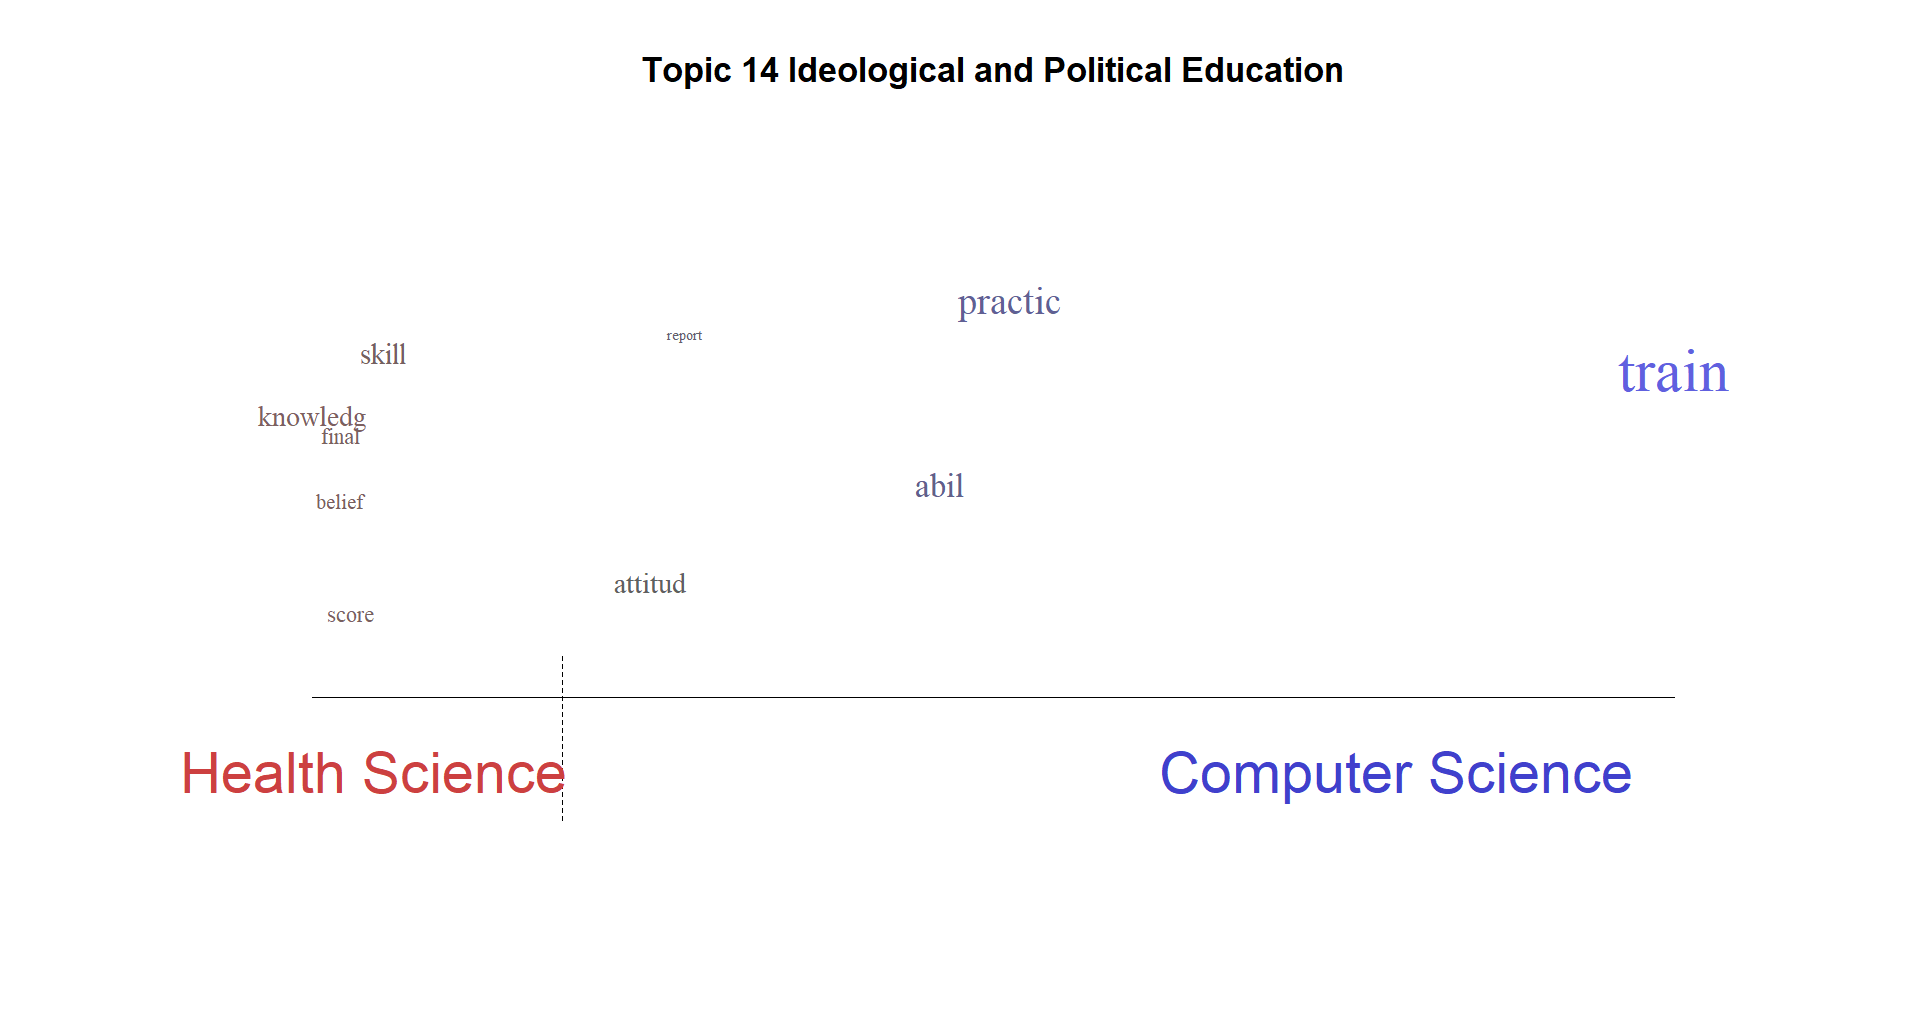 Topic 14 Ideological and Political Education
practic
report
skill
train
knowledg
final
abil
belief
attitud
score
Health Science
Computer Science